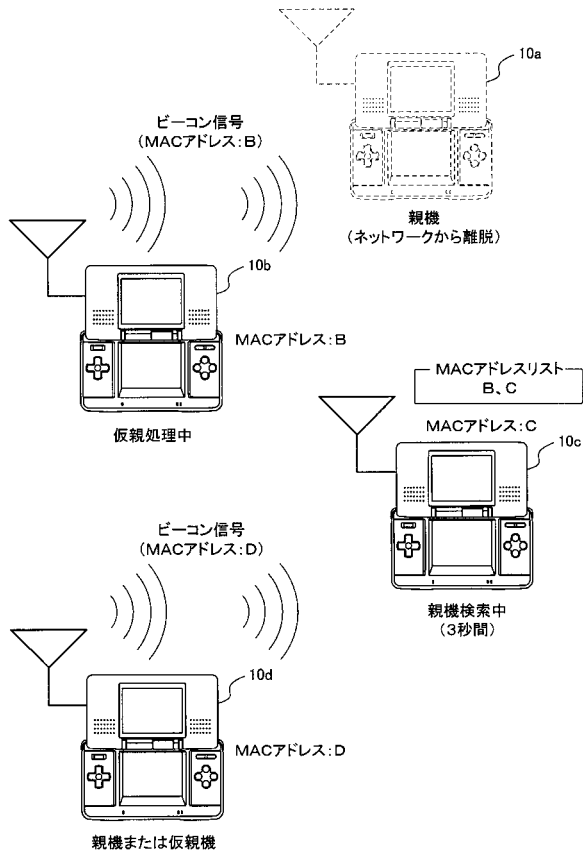 10a
親機
(ネットワークから離脱)
ビーコン信号
(MACアドレス:B)
10b
MACアドレス:B
仮親処理中
MACアドレスリスト
B、C
MACアドレス:C
10c
親機検索中
(3秒間)
ビーコン信号
(MACアドレス:D)
10d
MACアドレス:D
親機または仮親機